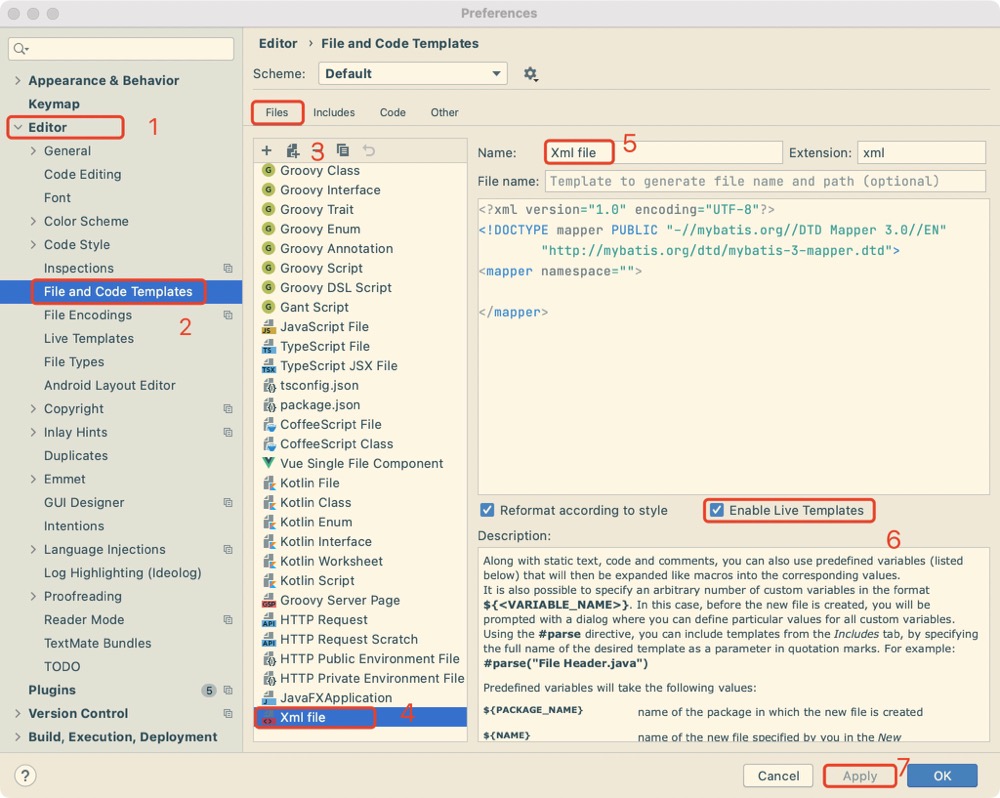 Preferences
Appearance & Behavior
Keymap
Editor
1
General
Code Editing
Font
Color Scheme
Code Style
Inspections
File and Code Templates
File Encodings
2
Live Templates
File Types
Android Layout Editor
Copyright
Inlay Hints
Duplicates
Emmet
GUI Designer
Intentions
Language Injections
Log Highlighting (Ideolog)
Proofreading
Reader Mode
TextMate Bundles
TODO
Plugins 5
Version Control
Build, Execution, Deployment
Editor › File and Code Templates
Scheme: Default
Files Includes Code Other
3
Groovy Class
Groovy Interface
Groovy Trait
Groovy Enum
Groovy Annotation
Groovy Script
Groovy DSL Script
Gant Script
JavaScript File
TypeScript File
TypeScript JSX File
tsconfig.json
package.json
CoffeeScript File
CoffeeScript Class
Vue Single File Component
Kotlin File
Kotlin Class
Kotlin Enum
Kotlin Interface
Kotlin Worksheet
Kotlin Script
Groovy Server Page
HTTP Request
HTTP Request Scratch
HTTP Public Environment File
HTTP Private Environment File
JavaFXApplication
Xml file
4
Name: Xml file 5 Extension: xml
File name: Template to generate file name and path (optional)
<?xml version="1.0" encoding="UTF-8"?>
<!DOCTYPE mapper PUBLIC "-//mybatis.org//DTD Mapper 3.0//EN"
"http://mybatis.org/dtd/mybatis-3-mapper.dtd">
<mapper namespace="">
</mapper>
Reformat according to style Enable Live Templates
6
Description:
Along with static text, code and comments, you can also use predefined variables (listed
below) that will then be expanded like macros into the corresponding values.
It is also possible to specify an arbitrary number of custom variables in the format
${<VARIABLE_NAME>}. In this case, before the new file is created, you will be
prompted with a dialog where you can define particular values for all custom variables.
Using the #parse directive, you can include templates from the Includes tab, by specifying
the full name of the desired template as a parameter in quotation marks. For example:
#parse("File Header.java")
Predefined variables will take the following values:
${PACKAGE_NAME} name of the package in which the new file is created
${NAME} name of the new file specified by you in the New
? Cancel Apply 7 OK